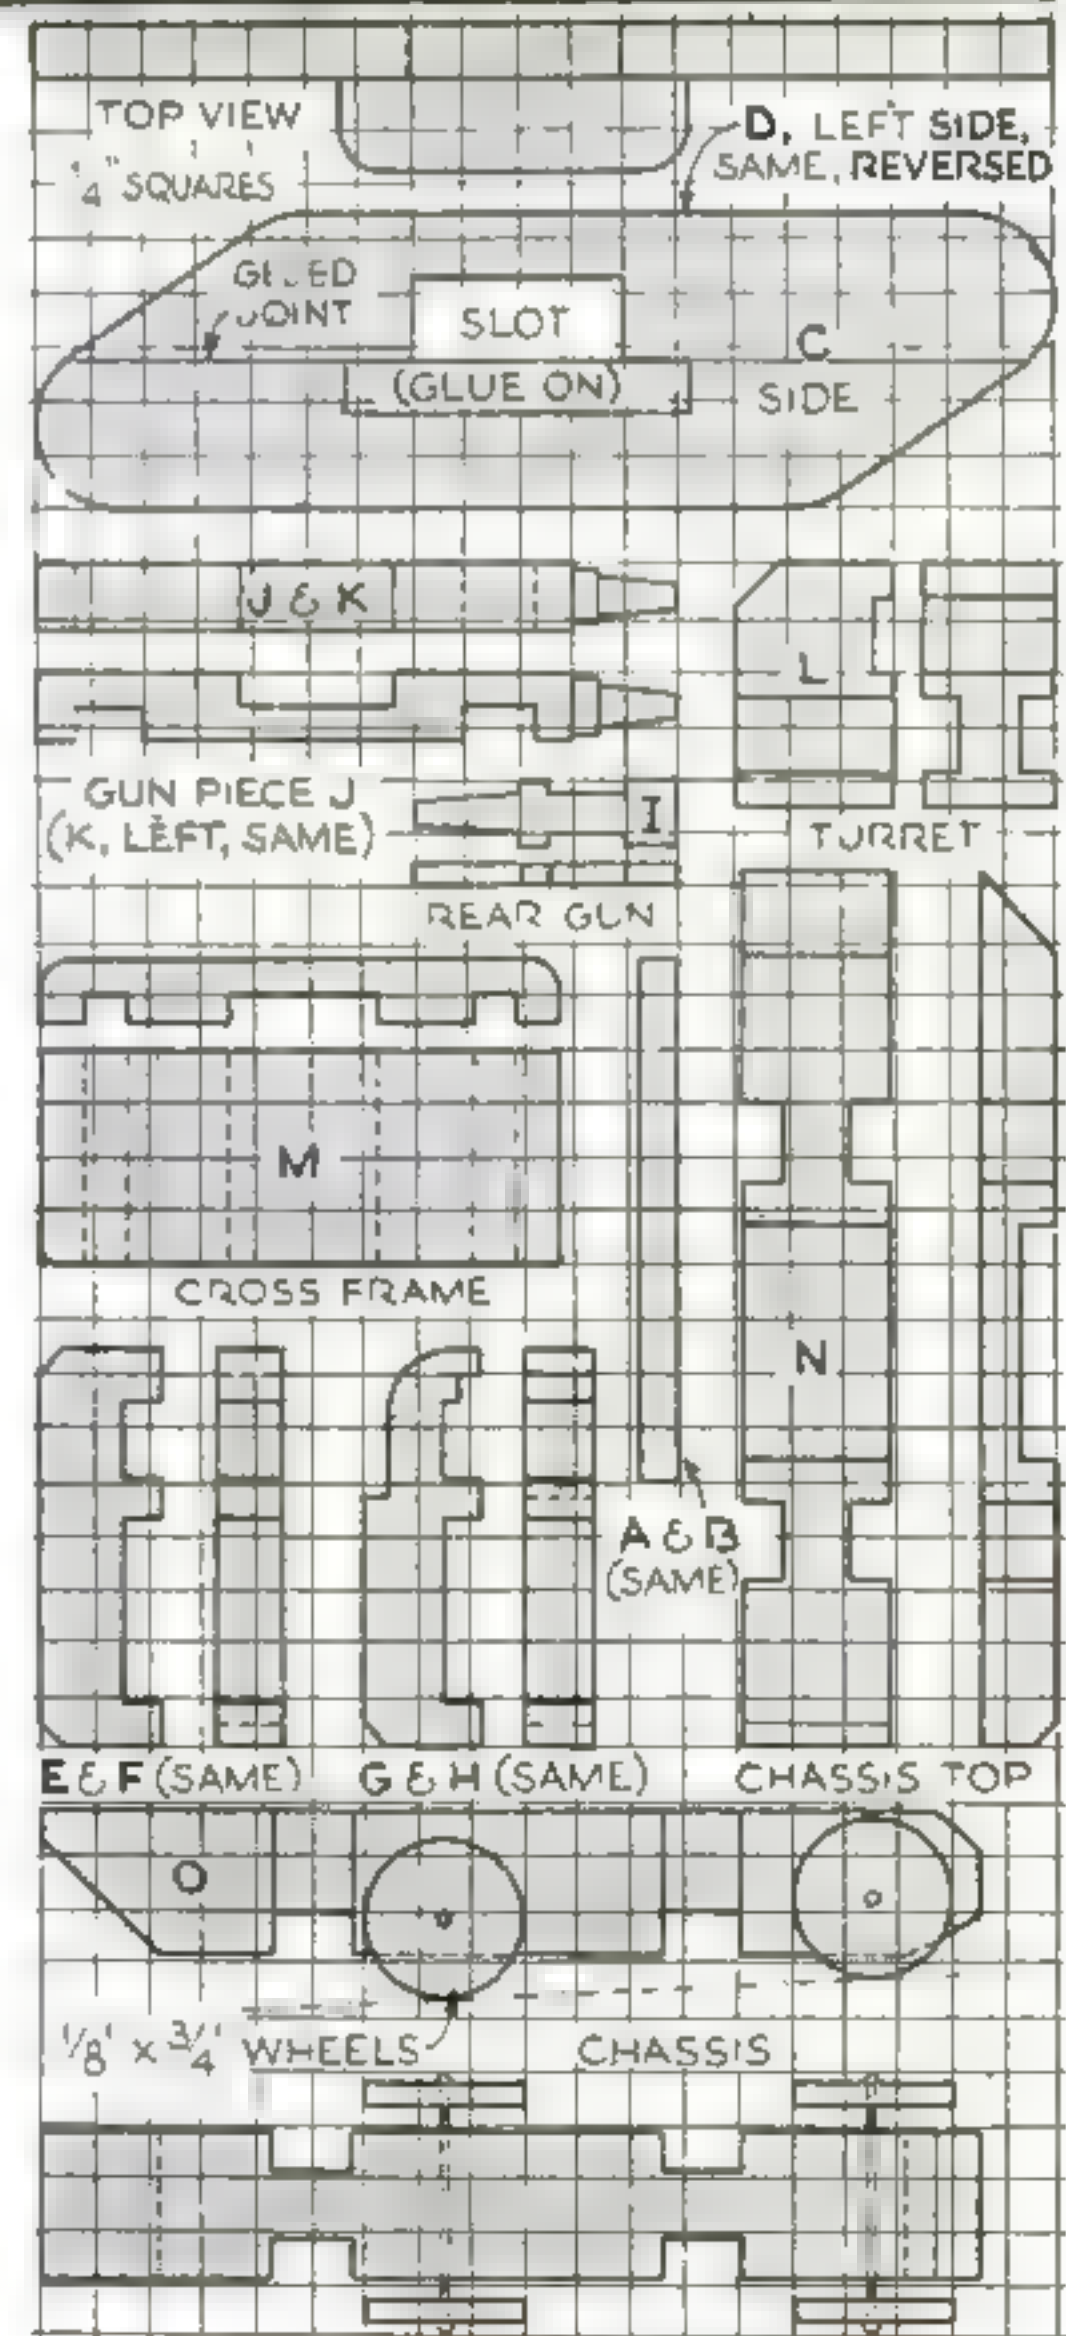 TOP VIEW
1/4" SQUARES
D, LEFT SIDE,
SAME, REVERSED
GLUED
JOINT
SLOT
(GLUE ON)
C
SIDE
J & K
L
GUN PIECE J
(K, LEFT, SAME)
I
TURRET
REAR GUN
M
CROSS FRAME
N
A & B
(SAME)
E & F (SAME)
G & H (SAME)
CHASSIS TOP
O
1/8" x 3/4" WHEELS
CHASSIS